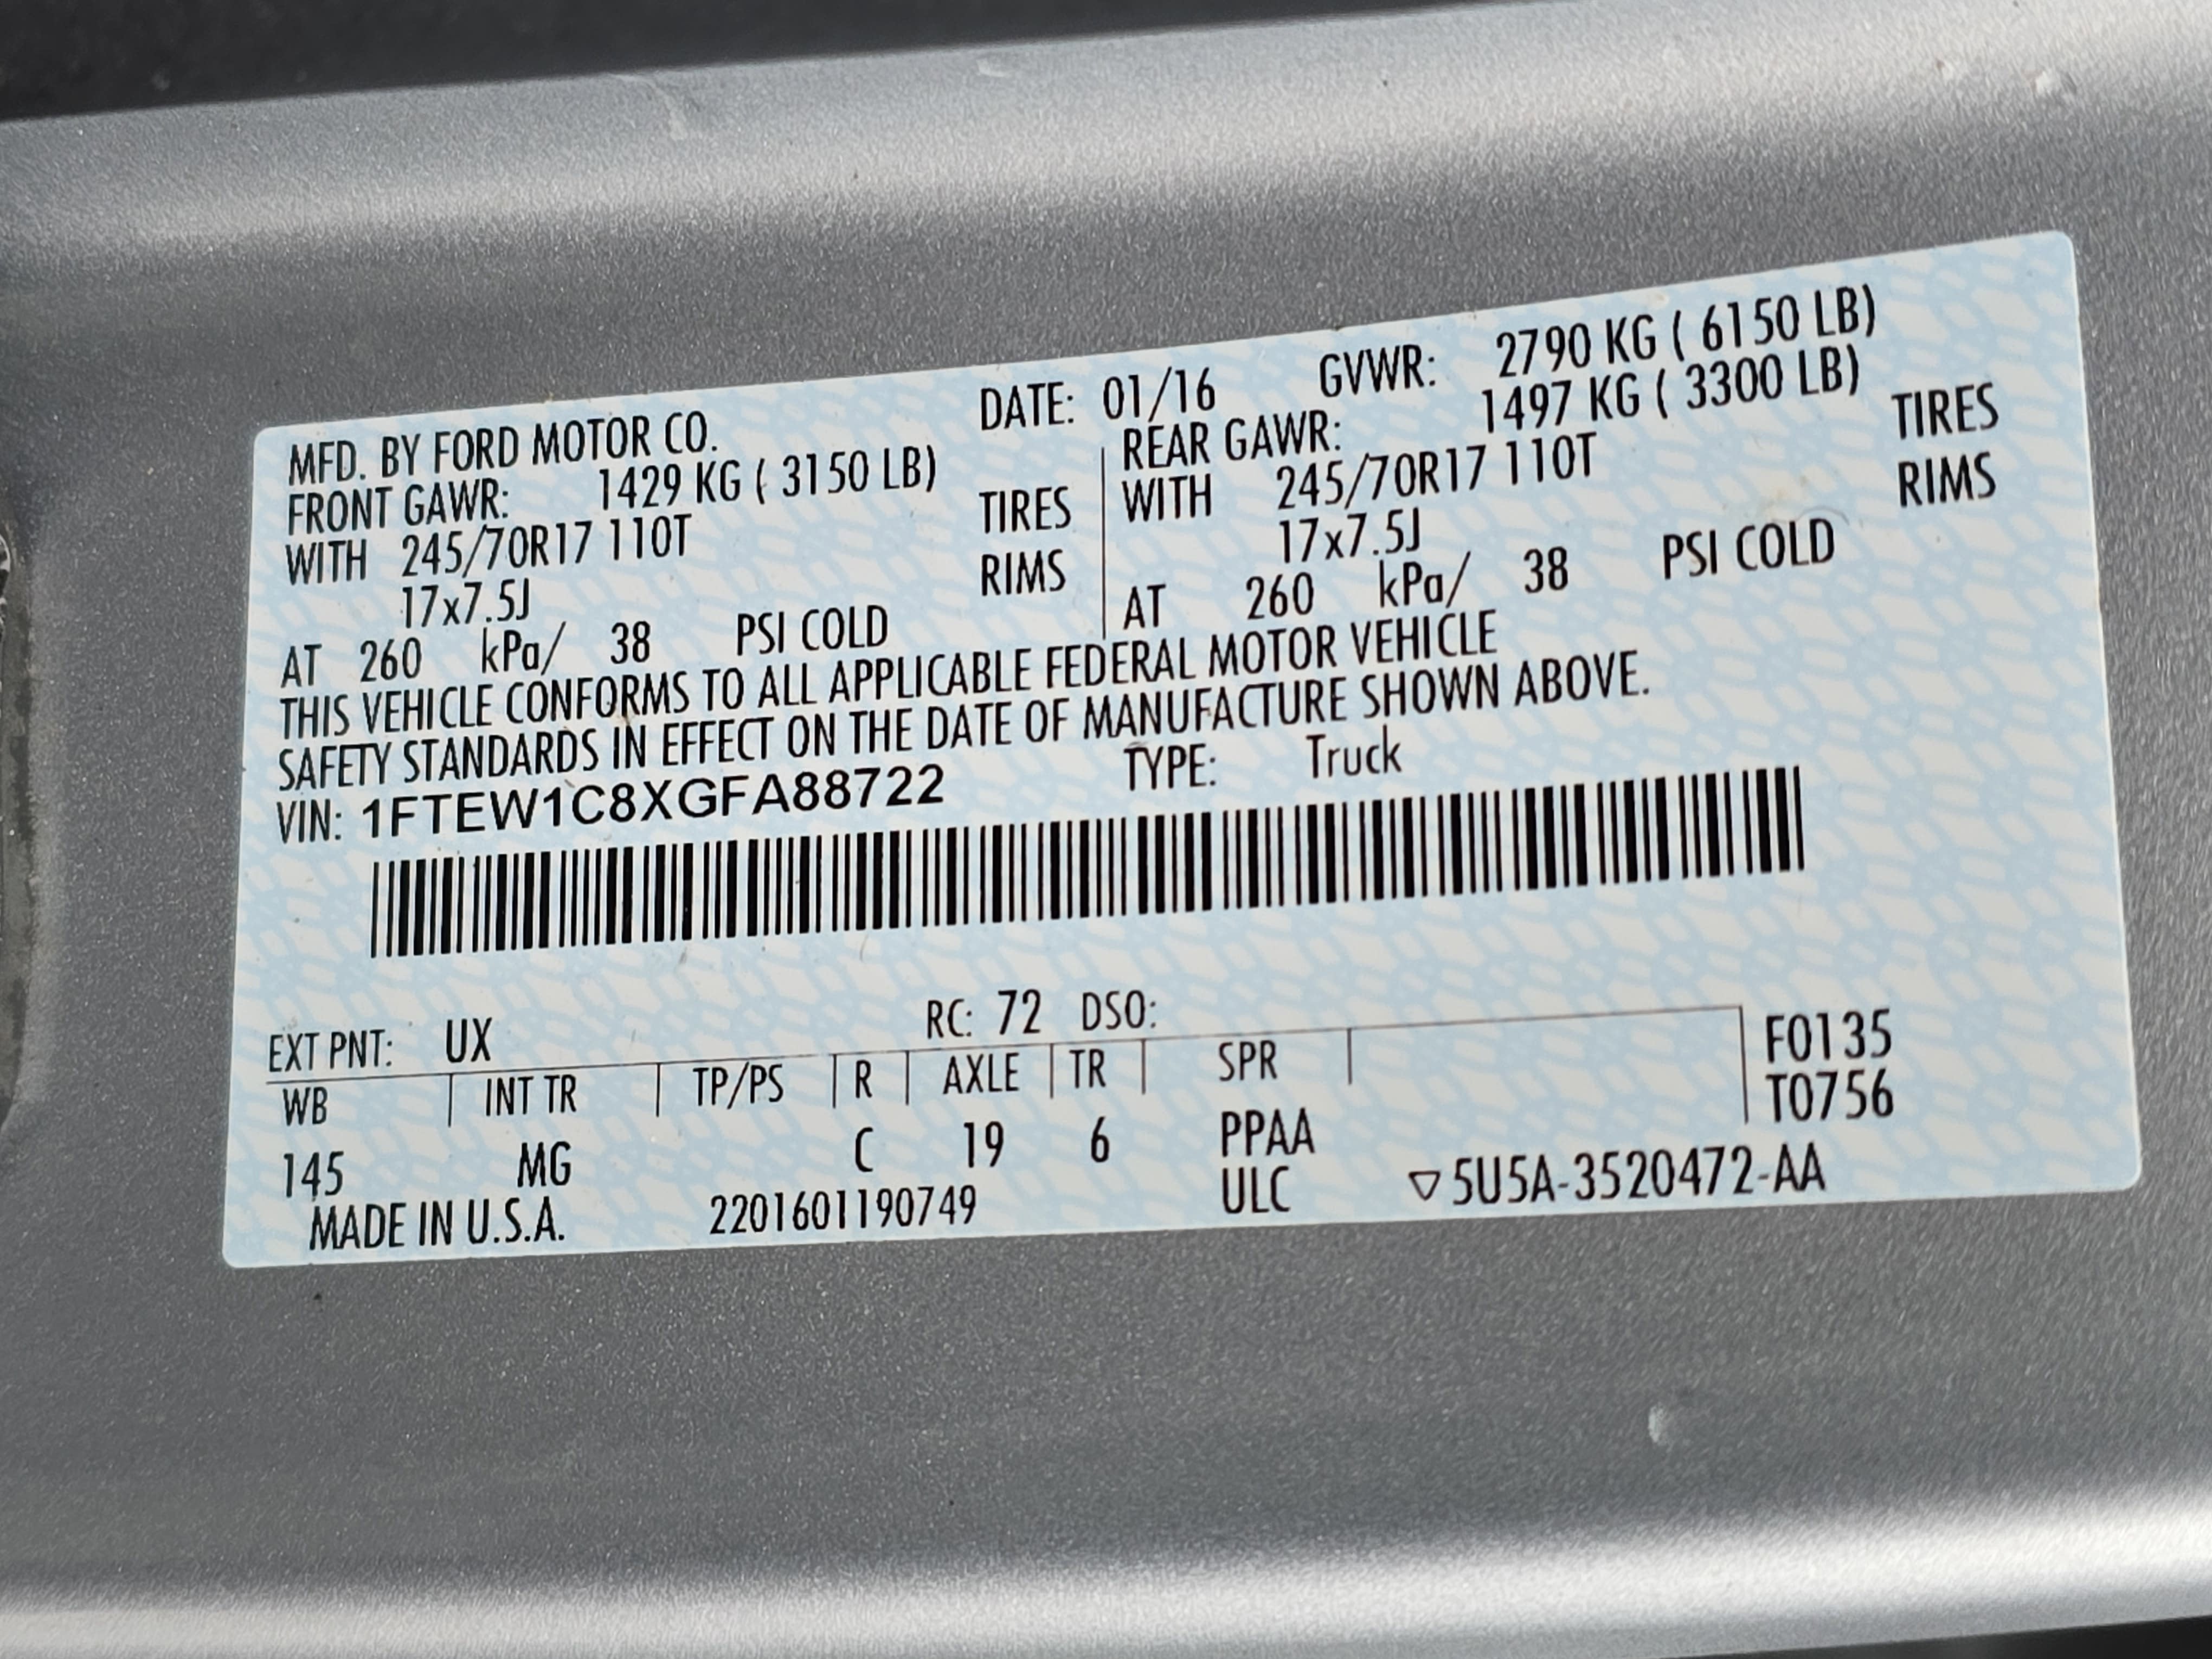 MFD. BY FORD MOTOR CO. DATE: 01/16 GVWR: 2790 KG ( 6150 LB)
FRONT GAWR: 1429 KG ( 3150 LB) REAR GAWR: 1497 KG ( 3300 LB)
WITH 245/70R17 110T TIRES WITH 245/70R17 110T TIRES
17x7.5J RIMS 17x7.5J RIMS
AT 260 kPa/ 38 PSI COLD AT 260 kPa/ 38 PSI COLD
THIS VEHICLE CONFORMS TO ALL APPLICABLE FEDERAL MOTOR VEHICLE
SAFETY STANDARDS IN EFFECT ON THE DATE OF MANUFACTURE SHOWN ABOVE.
VIN: 1FTEW1C8XGFA88722 TYPE: Truck
EXT PNT: UX RC: 72 DSO:
WB INT TR TP/PS R AXLE TR SPR F0135
T0756
145 MG C 19 6 PPAA
MADE IN U.S.A. 2201601190749 ULC ▽5U5A-3520472-AA